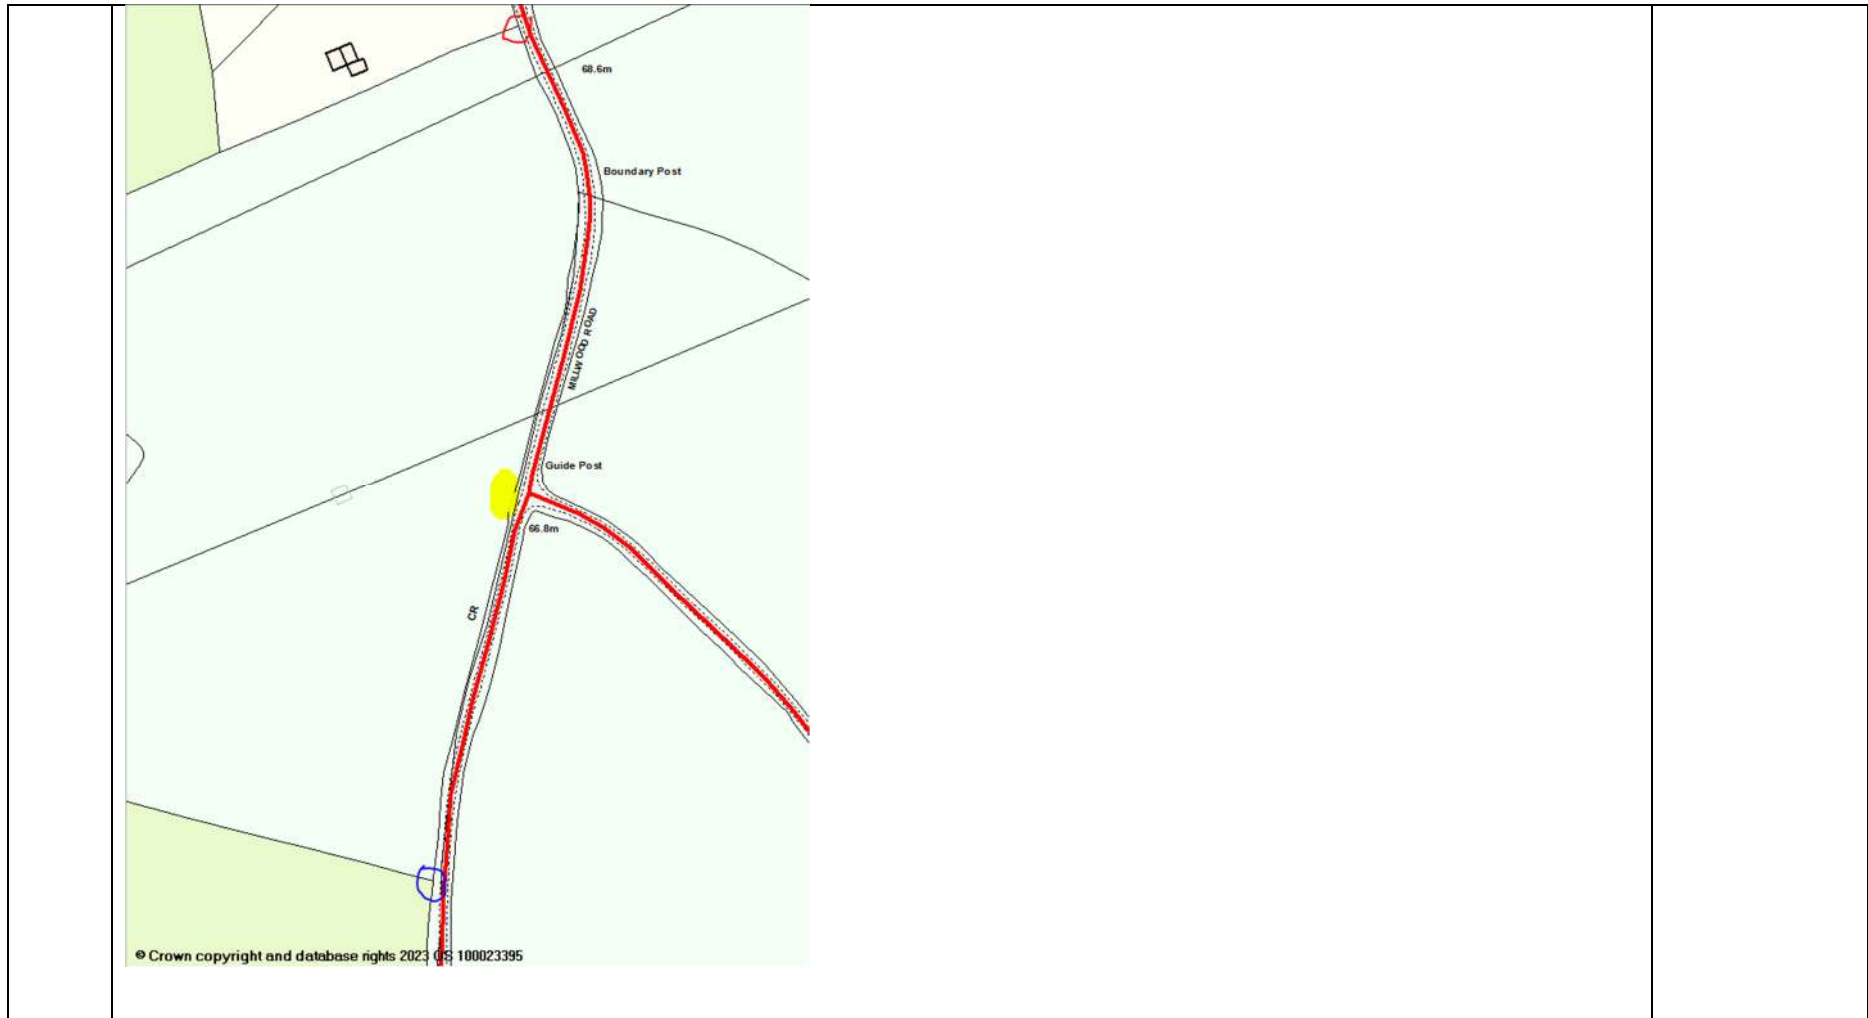 68.6m
Boundary Post
MILLWOOD ROAD
Guide Post
66.8m
CR
© Crown copyright and database rights 2023 OS 100023395